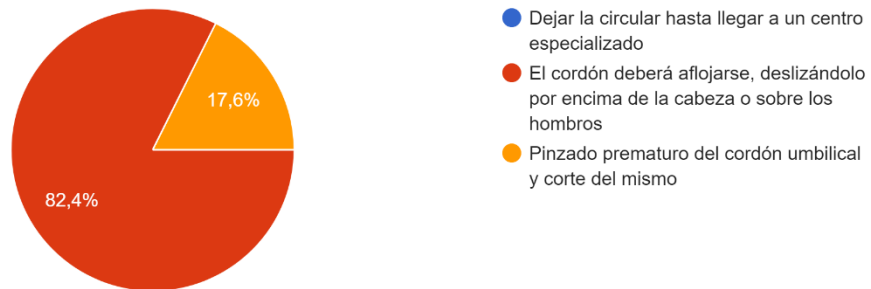 Dejar la circular hasta llegar a un centro
especializado
El cordón deberá aflojarse, deslizándolo
por encima de la cabeza o sobre los
hombros
Pinzado prematuro del cordón umbilical
y corte del mismo
17,6%
82,4%